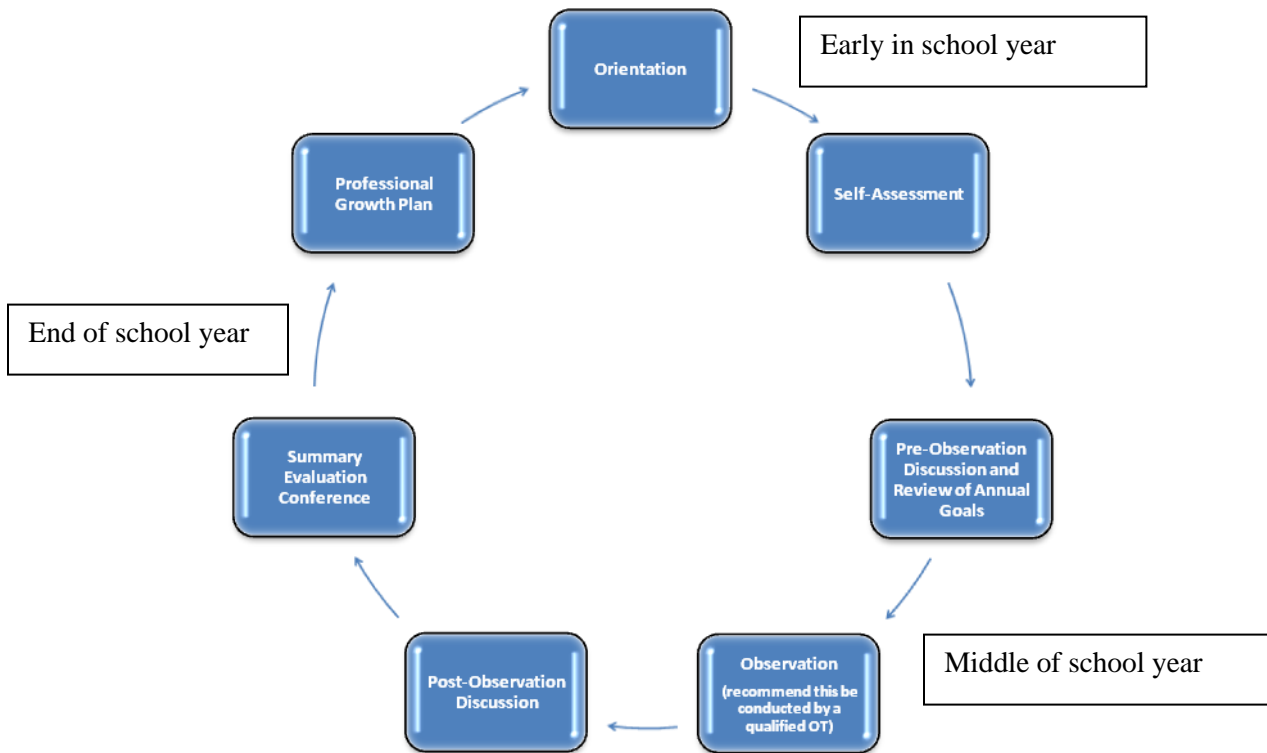 Orientation
Early in school year
Self-Assessment
Pre-Observation
Discussion and
Review of Annual
Goals
Middle of school year
Observation
(recommend this be
conducted by a
qualified OT)
Post-Observation
Discussion
Summary
Evaluation
Conference
End of school year
Professional
Growth Plan